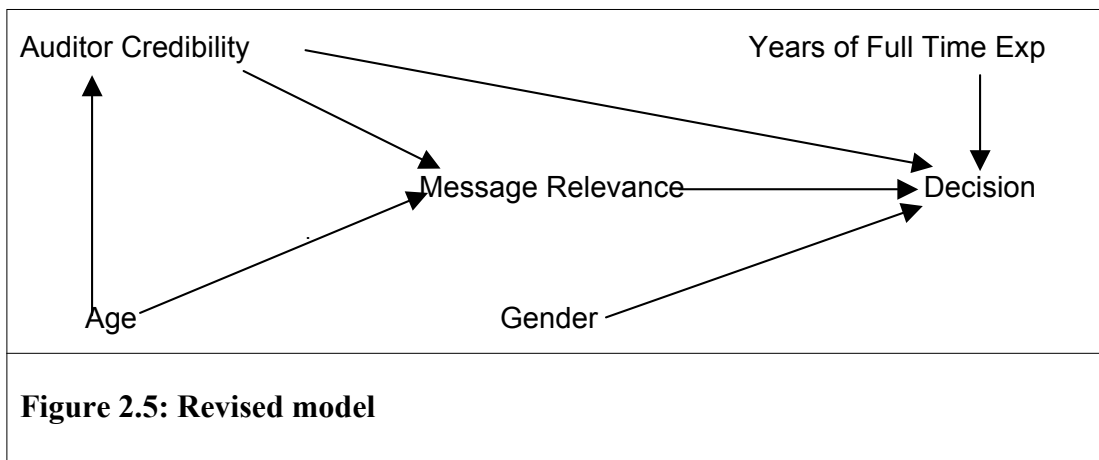 Auditor Credibility
Years of Full Time Exp
Message Relevance
Decision
Age
Gender
Figure 2.5: Revised model